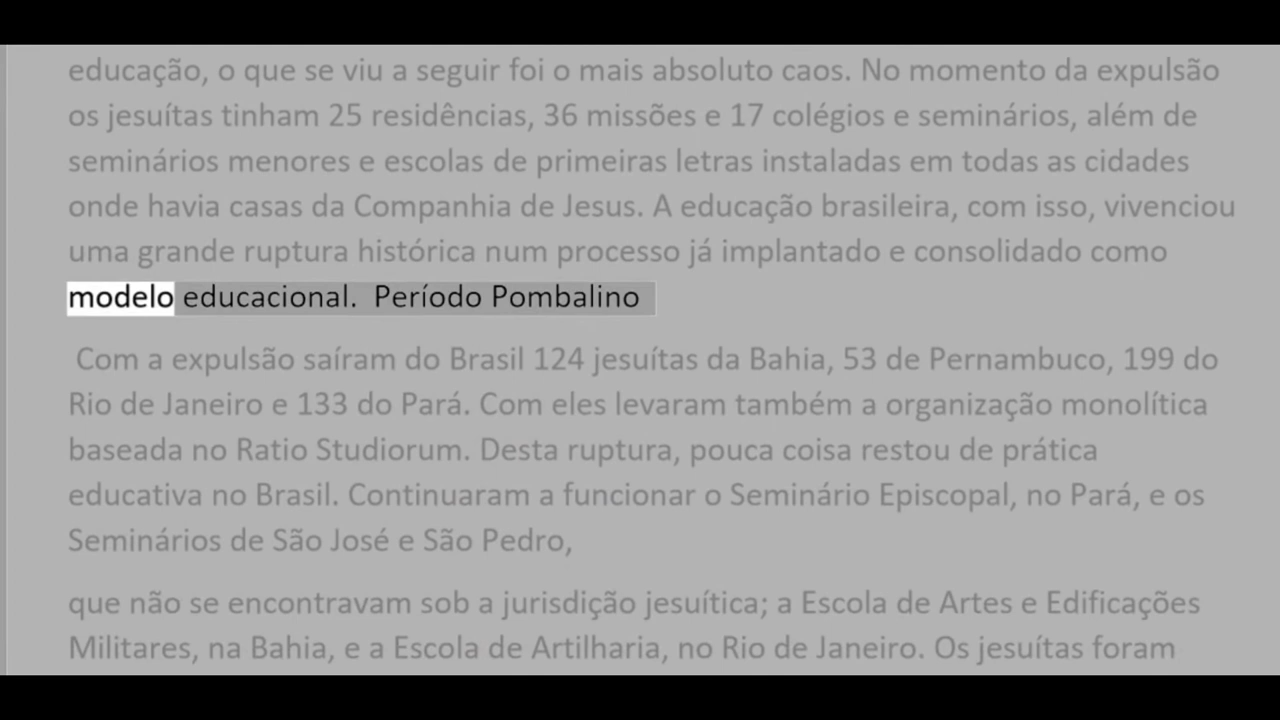 educação, o que se viu a seguir foi o mais absoluto caos. No momento da expulsão
os jesuítas tinham 25 residências, 36 missões e 17 colégios e seminários, além de
seminários menores e escolas de primeiras letras instaladas em todas as cidades
onde havia casas da Companhia de Jesus. A educação brasileira, com isso, vivenciou
uma grande ruptura histórica num processo já implantado e consolidado como
modelo educacional.  Período Pombalino
Com a expulsão saíram do Brasil 124 jesuítas da Bahia, 53 de Pernambuco, 199 do
Rio de Janeiro e 133 do Pará. Com eles levaram também a organização monolítica
baseada no Ratio Studiorum. Desta ruptura, pouca coisa restou de prática
educativa no Brasil. Continuaram a funcionar o Seminário Episcopal, no Pará, e os
Seminários de São José e São Pedro,
que não se encontravam sob a jurisdição jesuítica; a Escola de Artes e Edificações
Militares, na Bahia, e a Escola de Artilharia, no Rio de Janeiro. Os jesuítas foram